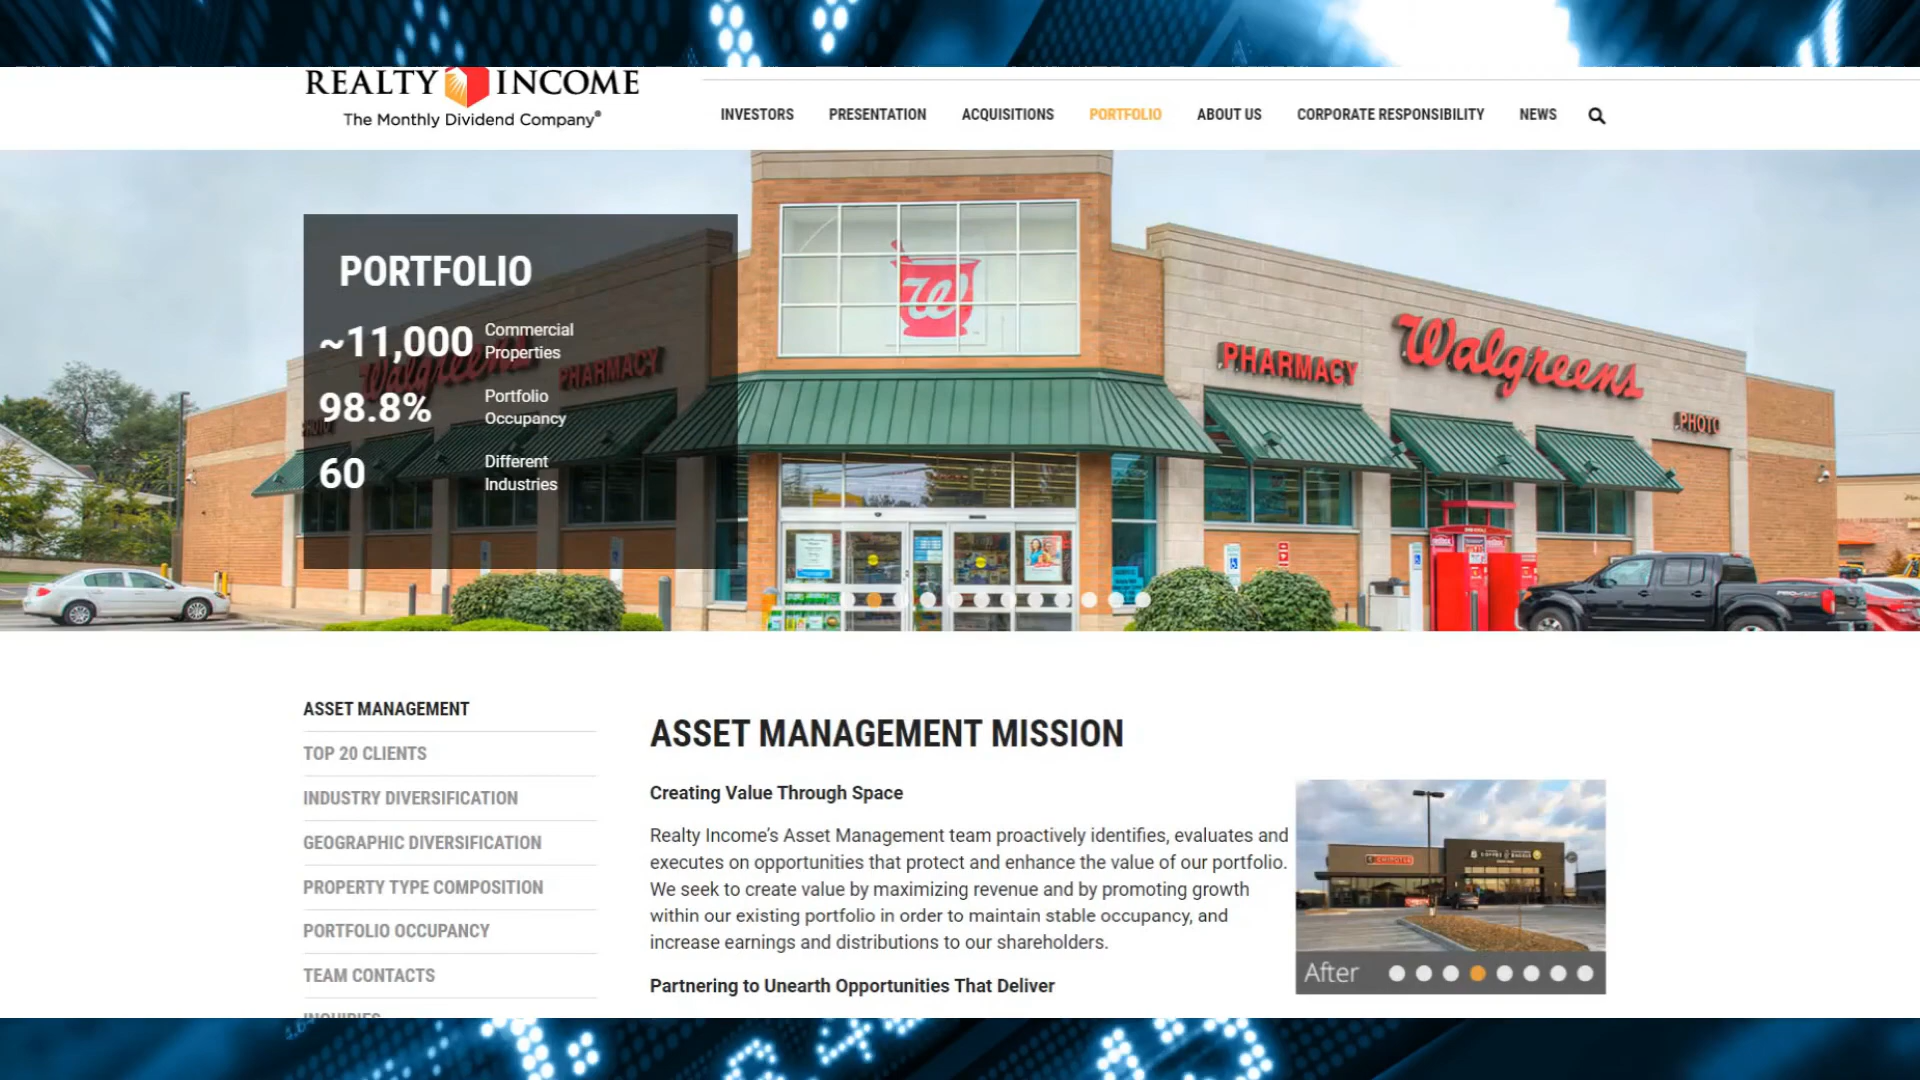 REALTY INCOME
The Monthly Dividend Company®
INVESTORS PRESENTATION ACQUISITIONS PORTFOLIO ABOUT US CORPORATE RESPONSIBILITY NEWS
PORTFOLIO
~11,000 Commercial Properties
98.8% Portfolio Occupancy
60 Different Industries
Walgreens PHARMACY
PHOTO
W
PHARMACY Walgreens
PHOTO
ASSET MANAGEMENT
TOP 20 CLIENTS
INDUSTRY DIVERSIFICATION
GEOGRAPHIC DIVERSIFICATION
PROPERTY TYPE COMPOSITION
PORTFOLIO OCCUPANCY
TEAM CONTACTS
INQUIRIES
ASSET MANAGEMENT MISSION
Creating Value Through Space
Realty Income's Asset Management team proactively identifies, evaluates and
executes on opportunities that protect and enhance the value of our portfolio.
We seek to create value by maximizing revenue and by promoting growth
within our existing portfolio in order to maintain stable occupancy, and
increase earnings and distributions to our shareholders.
Partnering to Unearth Opportunities That Deliver
CHIPOTLE
After